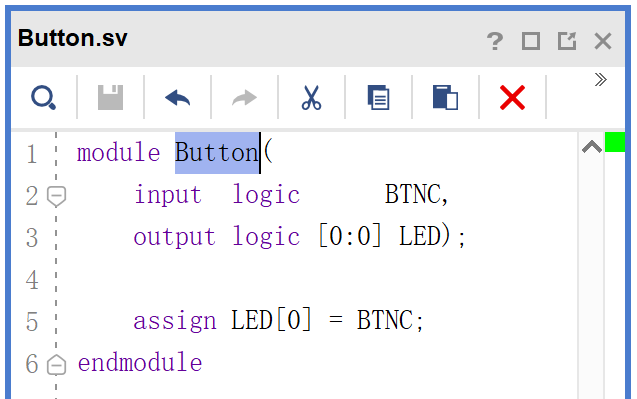 Button.sv
?
»
1 module Button(
2     input  logic      BTNC,
3     output logic [0:0] LED);
4
5     assign LED[0] = BTNC;
6 endmodule